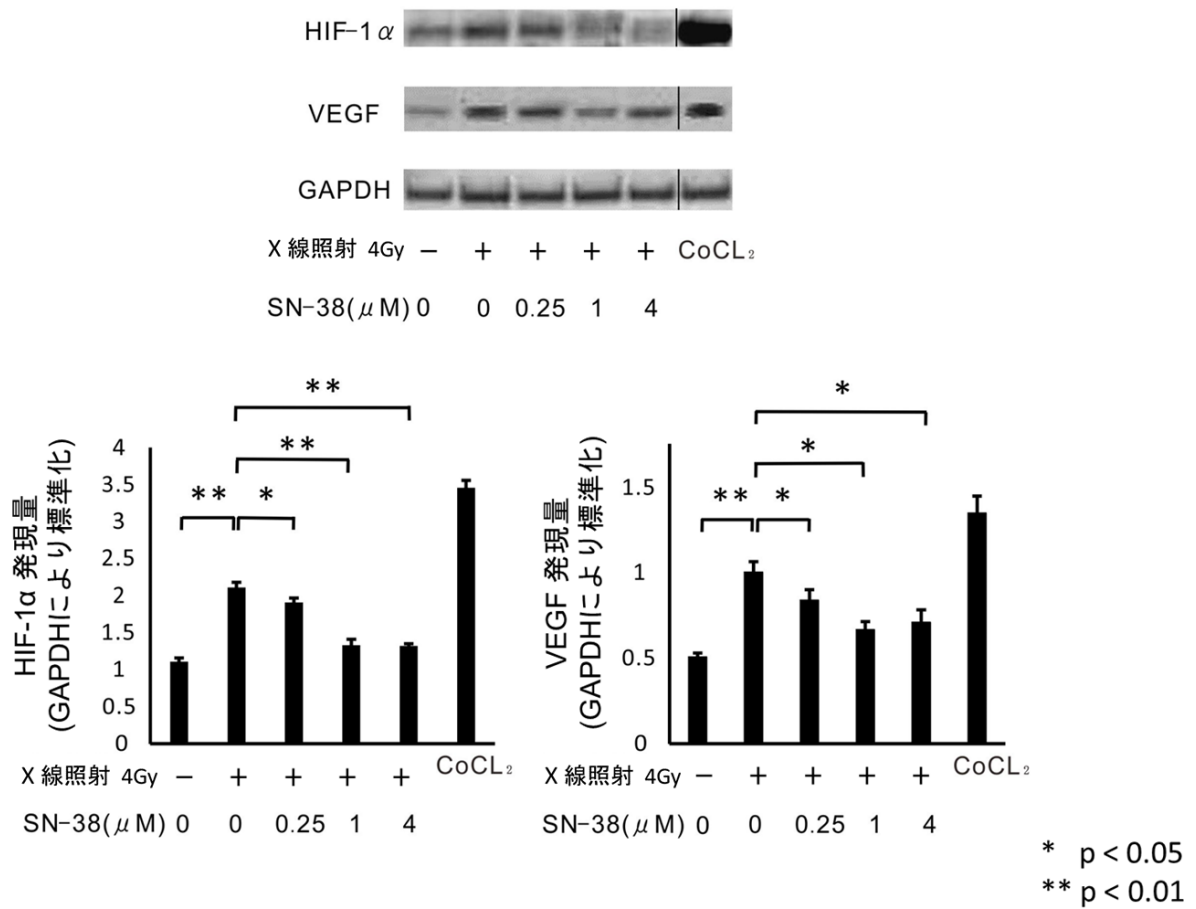 HIF-1α
VEGF
GAPDH
X 線照射 4Gy − + + + + CoCL₂
SN-38(μM) 0 0 0.25 1 4
**
**
** *
HIF-1α 発現量
(GAPDHにより標準化)
4
3.5
3
2.5
2
1.5
1
0.5
0
X 線照射 4Gy − + + + + CoCL₂
SN-38(μM) 0 0 0.25 1 4
*
*
** *
VEGF 発現量
(GAPDHにより標準化)
1.5
1
0.5
0
X 線照射 4Gy − + + + + CoCL₂
SN-38(μM) 0 0 0.25 1 4
* p < 0.05
** p < 0.01